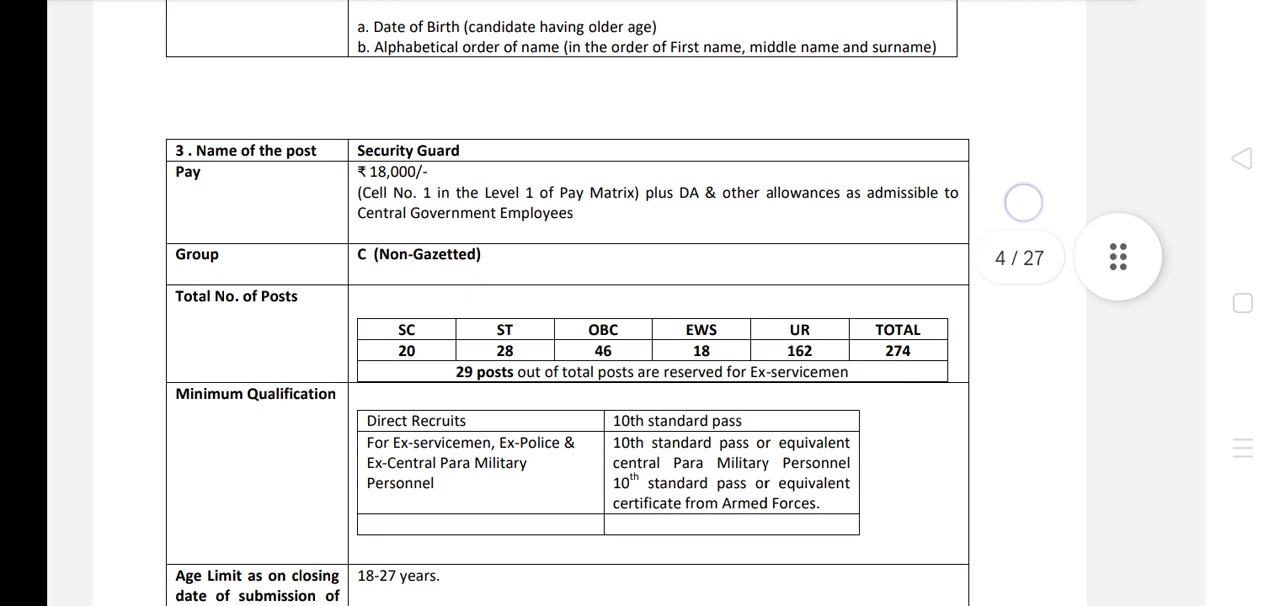 a. Date of Birth (candidate having older age)
b. Alphabetical order of name (in the order of First name, middle name and surname)
3 . Name of the post Security Guard
Pay ₹ 18,000/-
(Cell No. 1 in the Level 1 of Pay Matrix) plus DA & other allowances as admissible to
Central Government Employees
Group C (Non-Gazetted)
Total No. of Posts
SC ST OBC EWS UR TOTAL
20 28 46 18 162 274
29 posts out of total posts are reserved for Ex-servicemen
Minimum Qualification
Direct Recruits 10th standard pass
For Ex-servicemen, Ex-Police & 10th standard pass or equivalent
Ex-Central Para Military central Para Military Personnel
Personnel 10th standard pass or equivalent
certificate from Armed Forces.
Age Limit as on closing 18-27 years.
date of submission of
4 / 27